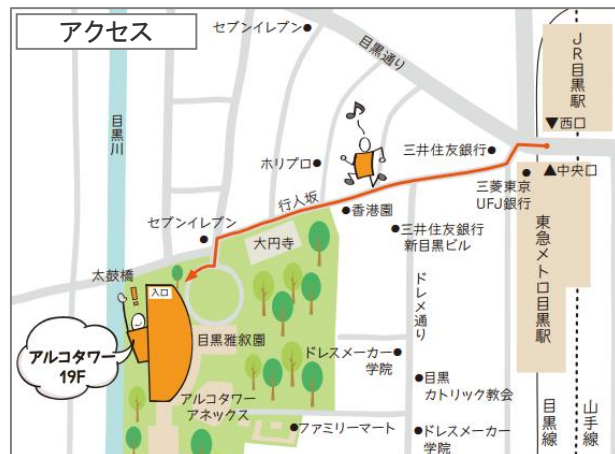 アクセス
セブンイレブン
目黒通り
JR目黒駅
▼西口
▲中央口
目黒川
三井住友銀行
ホリプロ
三菱東京
UFJ銀行
行人坂
香港園
セブンイレブン
三井住友銀行
新目黒ビル
大円寺
東急メトロ目黒駅
太鼓橋
入口
ドレメ通り
アルコタワー
19F
目黒雅叙園
ドレスメーカー
学院
目黒
カトリック教会
アルコタワー
アネックス
ファミリーマート
ドレスメーカー
学院
目黒線
山手線